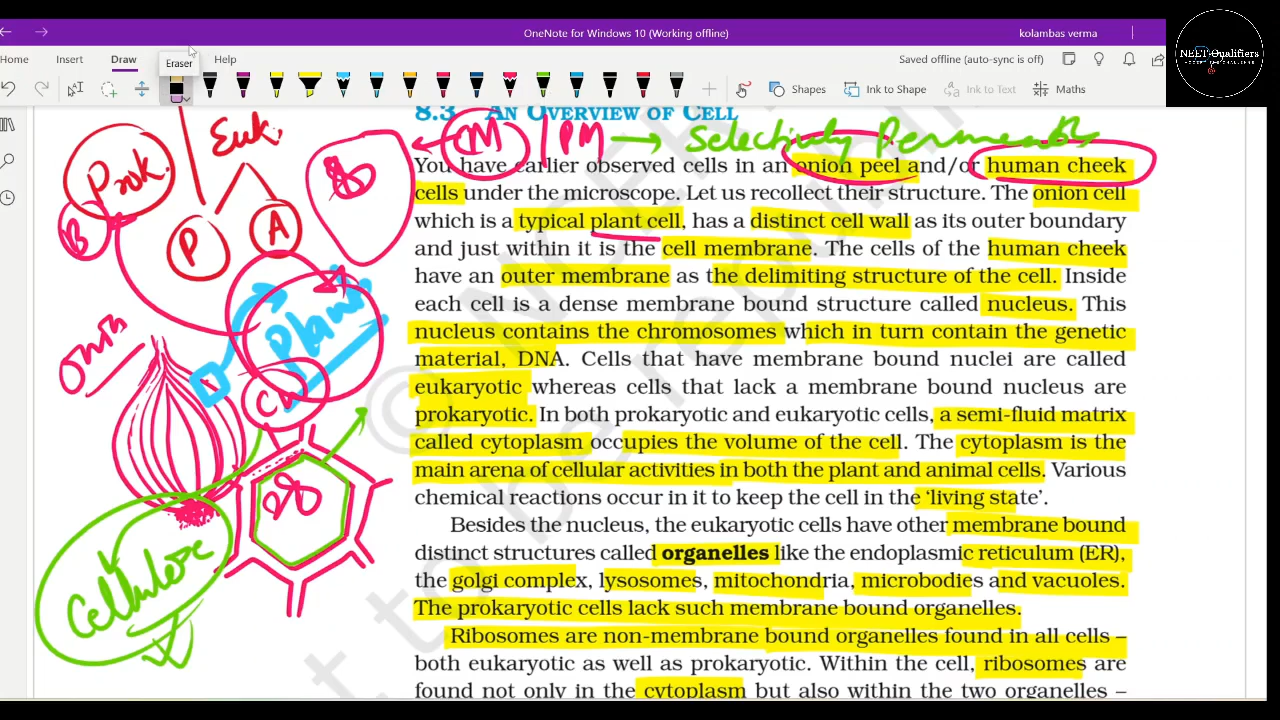 OneNote for Windows 10 (Working offline)
kolambas verma
NEET Qualifiers
Home Insert Draw Help
Saved offline (auto-sync is off)
Eraser
Shapes Ink to Shape Ink to Text Maths
8.3 AN OVERVIEW OF CELL
CM / PM → Selectively Permeable
Prok. Euk.
B P A
You have earlier observed cells in an onion peel and/or human cheek
cells under the microscope. Let us recollect their structure. The onion cell
which is a typical plant cell, has a distinct cell wall as its outer boundary
and just within it is the cell membrane. The cells of the human cheek
have an outer membrane as the delimiting structure of the cell. Inside
each cell is a dense membrane bound structure called nucleus. This
nucleus contains the chromosomes which in turn contain the genetic
material, DNA. Cells that have membrane bound nuclei are called
eukaryotic whereas cells that lack a membrane bound nucleus are
prokaryotic. In both prokaryotic and eukaryotic cells, a semi-fluid matrix
called cytoplasm occupies the volume of the cell. The cytoplasm is the
main arena of cellular activities in both the plant and animal cells. Various
chemical reactions occur in it to keep the cell in the 'living state'.
Besides the nucleus, the eukaryotic cells have other membrane bound
distinct structures called organelles like the endoplasmic reticulum (ER),
the golgi complex, lysosomes, mitochondria, microbodies and vacuoles.
The prokaryotic cells lack such membrane bound organelles.
Ribosomes are non-membrane bound organelles found in all cells –
both eukaryotic as well as prokaryotic. Within the cell, ribosomes are
found not only in the cytoplasm but also within the two organelles –
Plant
Onion
CW
Cellulose